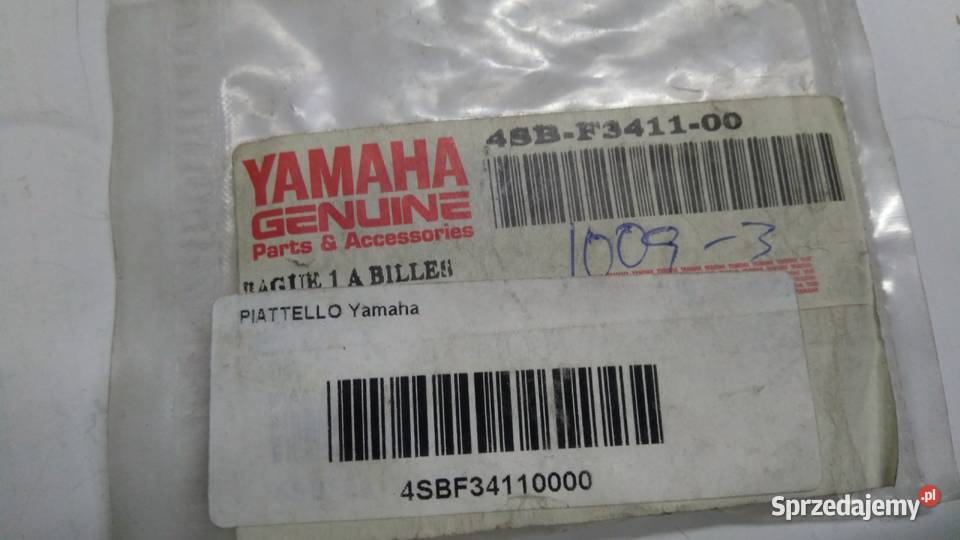 4SB-F3411-00
YAMAHA
GENUINE
Parts & Accessories
1009-3
BAGUE 1 A BILLES
PIATTELLO Yamaha
4SBF34110000
Sprzedajemy.pl